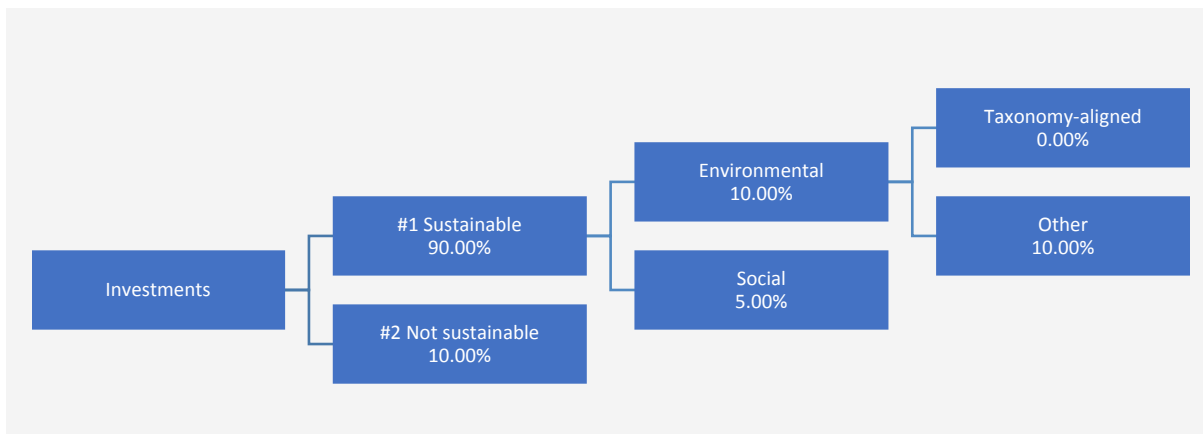 Investments
#1 Sustainable
90.00%
#2 Not sustainable
10.00%
Environmental
10.00%
Social
5.00%
Taxonomy-aligned
0.00%
Other
10.00%